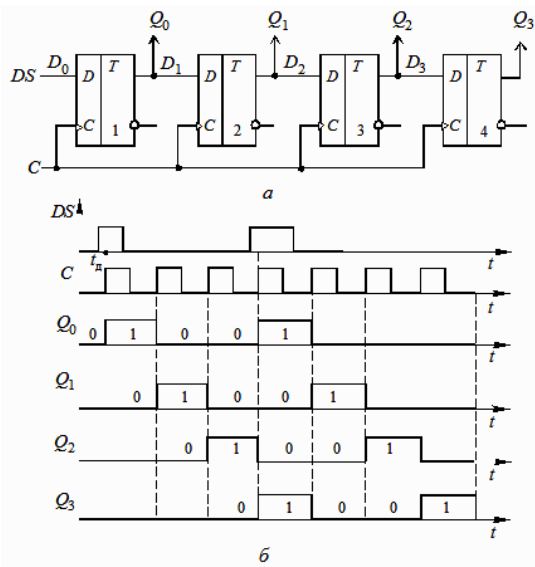 Q0 Q1 Q2 Q3
DS D0 D T D1 D T D2 D T D3 D T
C 1 C 2 C 3 C 4
C
а
DS
tд t
C
t
Q0 0 1 0 0 1
t
Q1 0 1 0 0 1
t
Q2 0 1 0 0 1
t
Q3 0 1 0 0 1
t
б